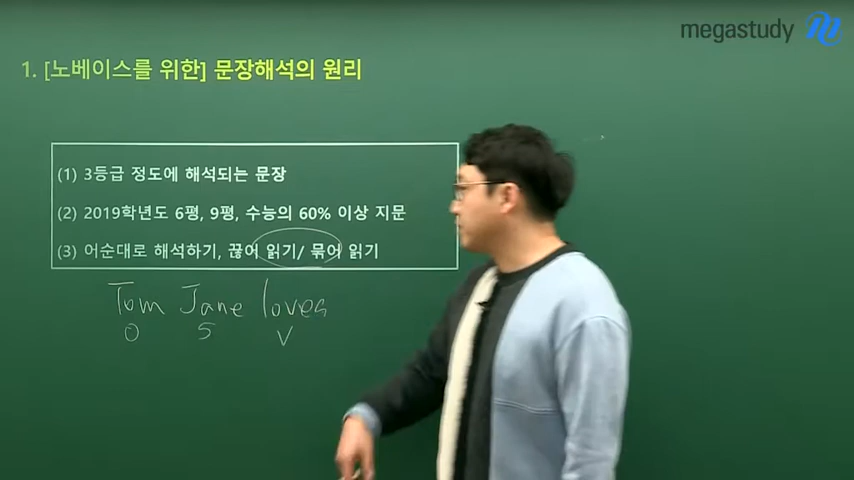 megastudy
1. [노베이스를 위한] 문장해석의 원리
(1) 3등급 정도에 해석되는 문장
(2) 2019학년도 6평, 9평, 수능의 60% 이상 지문
(3) 어순대로 해석하기, 끊어 읽기/ 묶어 읽기
Tom Jane loves
O S V